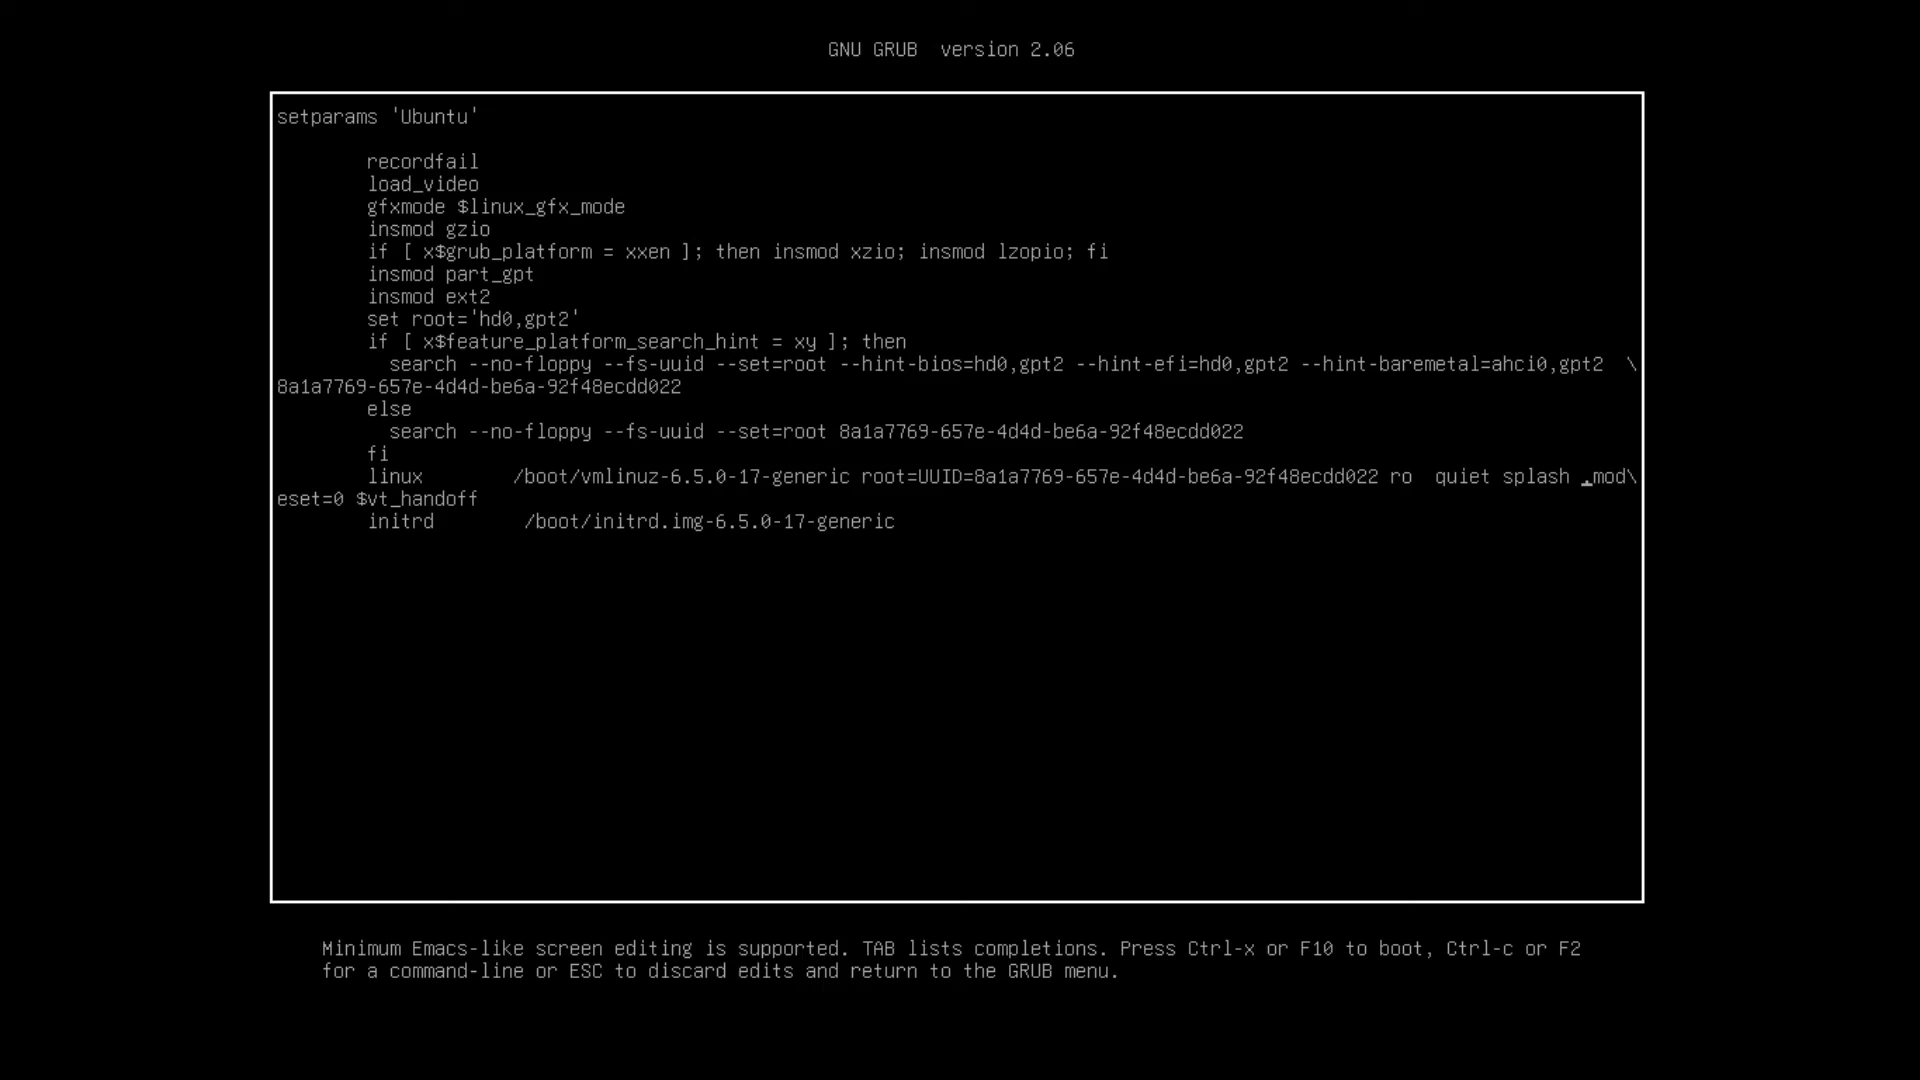 GNU GRUB  version 2.06
setparams 'Ubuntu'
recordfail
load_video
gfxmode $linux_gfx_mode
insmod gzio
if [ x$grub_platform = xxen ]; then insmod xzio; insmod lzopio; fi
insmod part_gpt
insmod ext2
set root='hd0,gpt2'
if [ x$feature_platform_search_hint = xy ]; then
search --no-floppy --fs-uuid --set=root --hint-bios=hd0,gpt2 --hint-efi=hd0,gpt2 --hint-baremetal=ahci0,gpt2  \
8a1a7769-657e-4d4d-be6a-92f48ecdd022
else
search --no-floppy --fs-uuid --set=root 8a1a7769-657e-4d4d-be6a-92f48ecdd022
fi
linux        /boot/vmlinuz-6.5.0-17-generic root=UUID=8a1a7769-657e-4d4d-be6a-92f48ecdd022 ro  quiet splash .mod\
eset=0 $vt_handoff
initrd        /boot/initrd.img-6.5.0-17-generic
Minimum Emacs-like screen editing is supported. TAB lists completions. Press Ctrl-x or F10 to boot, Ctrl-c or F2
for a command-line or ESC to discard edits and return to the GRUB menu.